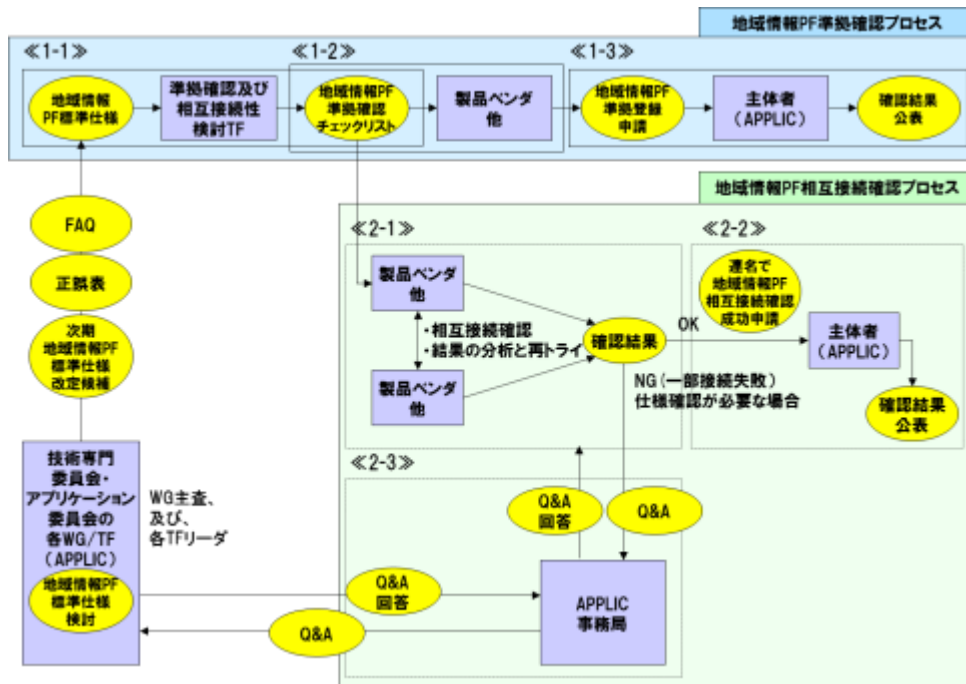 地域情報PF準拠確認プロセス
≪1-1≫
≪1-2≫
≪1-3≫
地域情報
PF標準仕様
準拠確認及び
相互接続性
検討TF
地域情報PF
準拠確認
チェックリスト
製品ベンダ
他
地域情報PF
準拠登録
申請
主体者
(APPLIC)
確認結果
公表
FAQ
正誤表
次期
地域情報PF
標準仕様
改定候補
技術専門
委員会・
アプリケーション
委員会の
各WG/TF
(APPLIC)
地域情報PF
標準仕様
検討
WG主査、
及び、
各TFリーダ
地域情報PF相互接続確認プロセス
≪2-1≫
製品ベンダ
他
・相互接続確認
・結果の分析と再トライ
製品ベンダ
他
確認結果
OK
NG(一部接続失敗)
仕様確認が必要な場合
≪2-2≫
連名で
地域情報PF
相互接続確認
成功申請
主体者
(APPLIC)
確認結果
公表
≪2-3≫
Q&A
回答
Q&A
Q&A
回答
Q&A
APPLIC
事務局